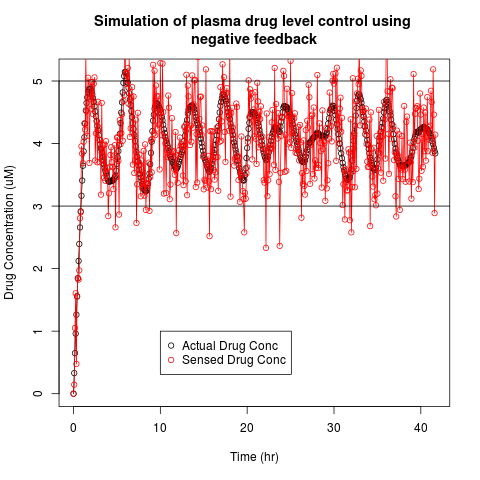 Simulation of plasma drug level control using
negative feedback
Drug Concentration (uM)
5
4
3
2
1
0
Actual Drug Conc
Sensed Drug Conc
0 10 20 30 40
Time (hr)